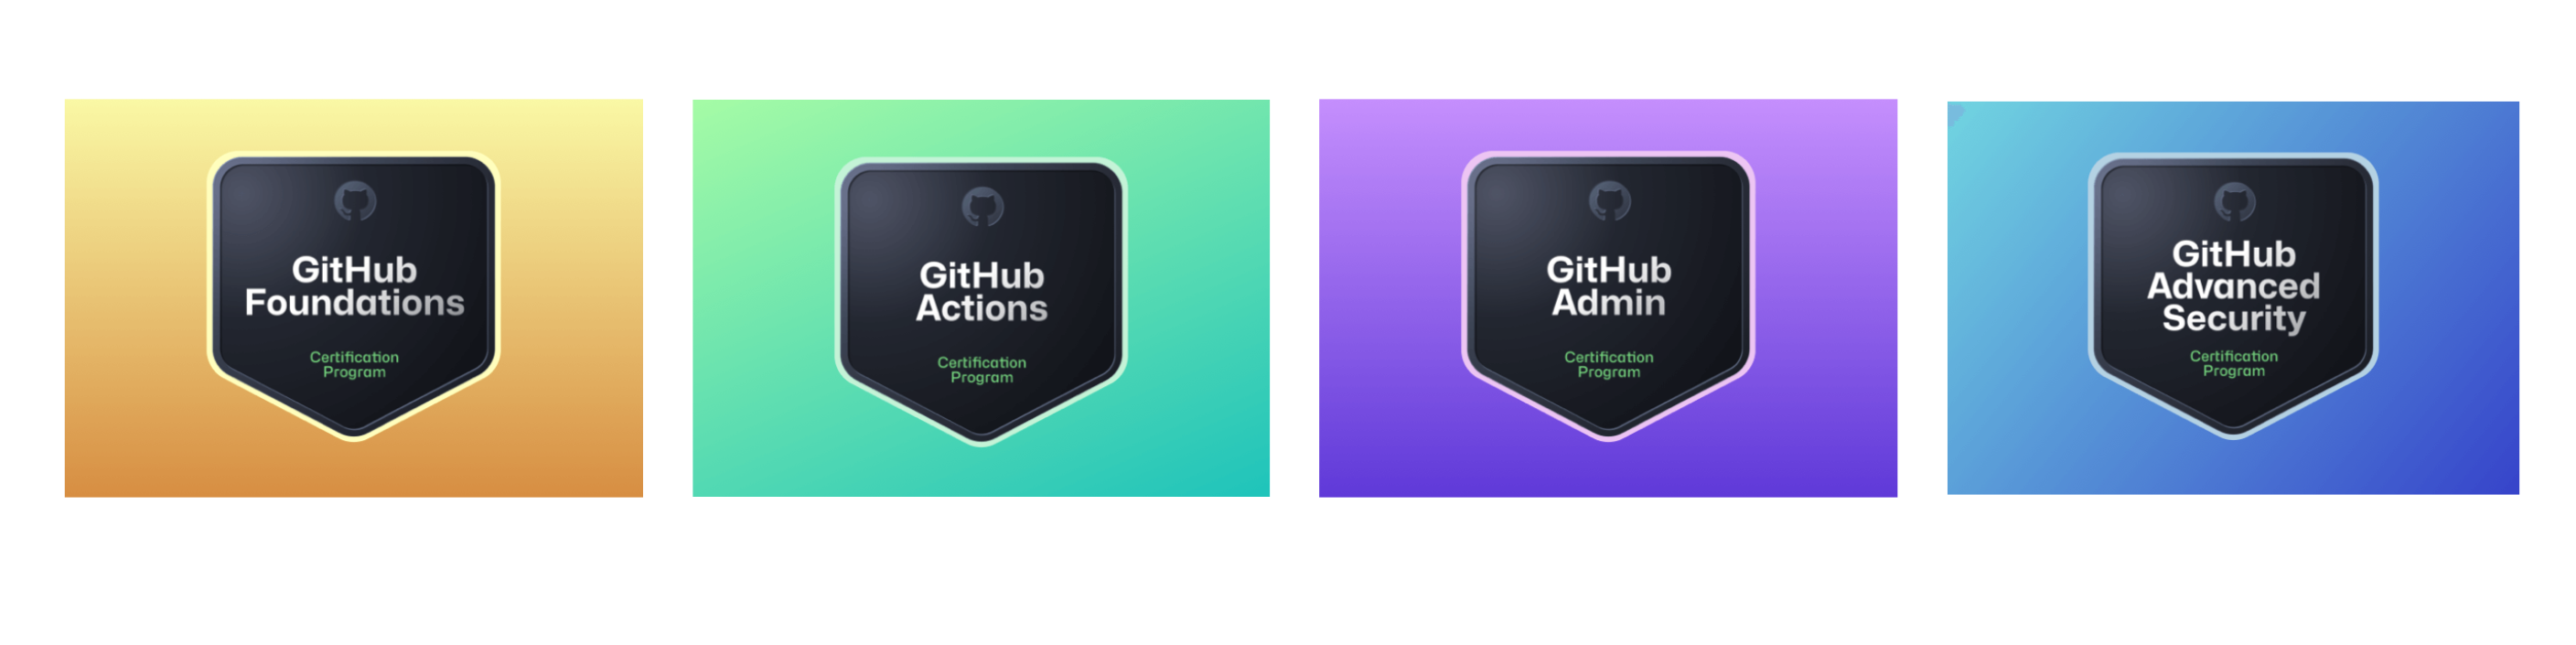 GitHub
Foundations
Certification
Program
GitHub
Actions
Certification
Program
GitHub
Admin
Certification
Program
GitHub
Advanced
Security
Certification
Program